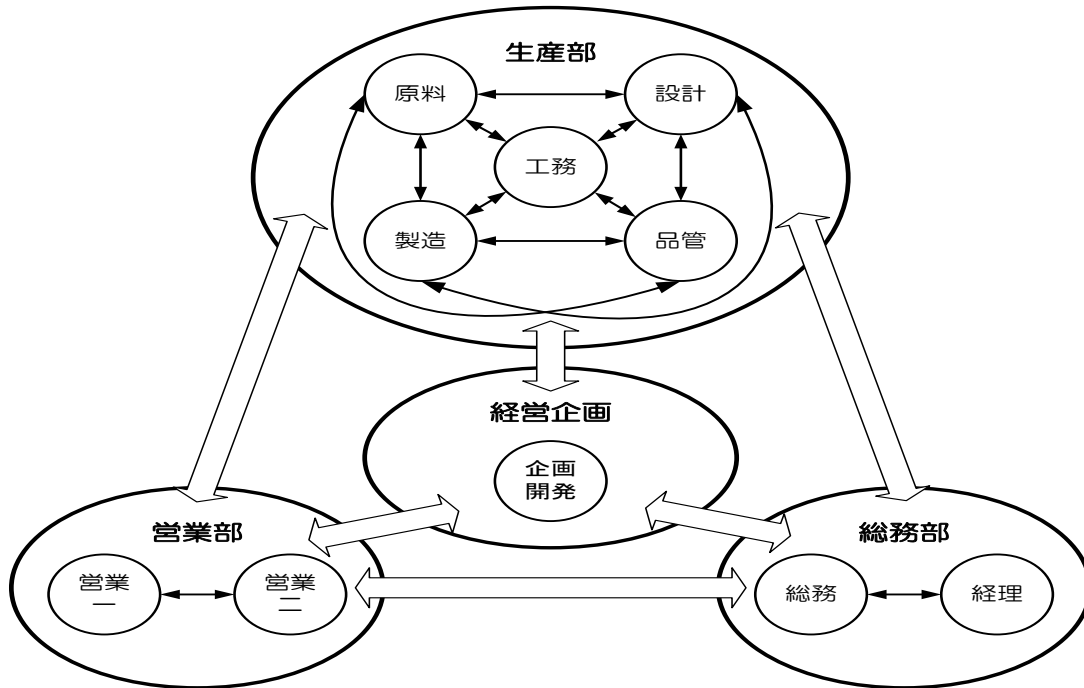 生産部
原料
設計
工務
製造
品管
経営企画
企画
開発
営業部
営業
一
営業
二
総務部
総務
経理